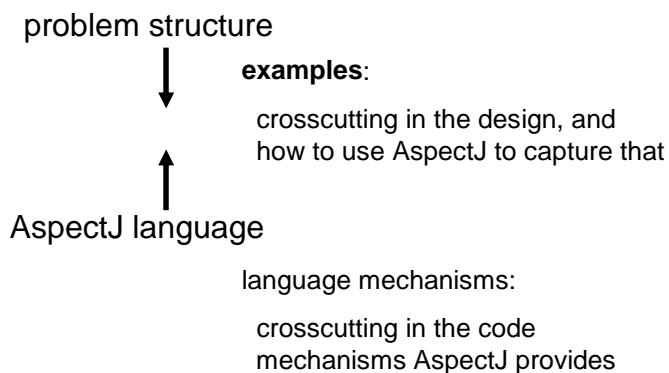 problem structure
examples:
crosscutting in the design, and
how to use AspectJ to capture that
AspectJ language
language mechanisms:
crosscutting in the code
mechanisms AspectJ provides